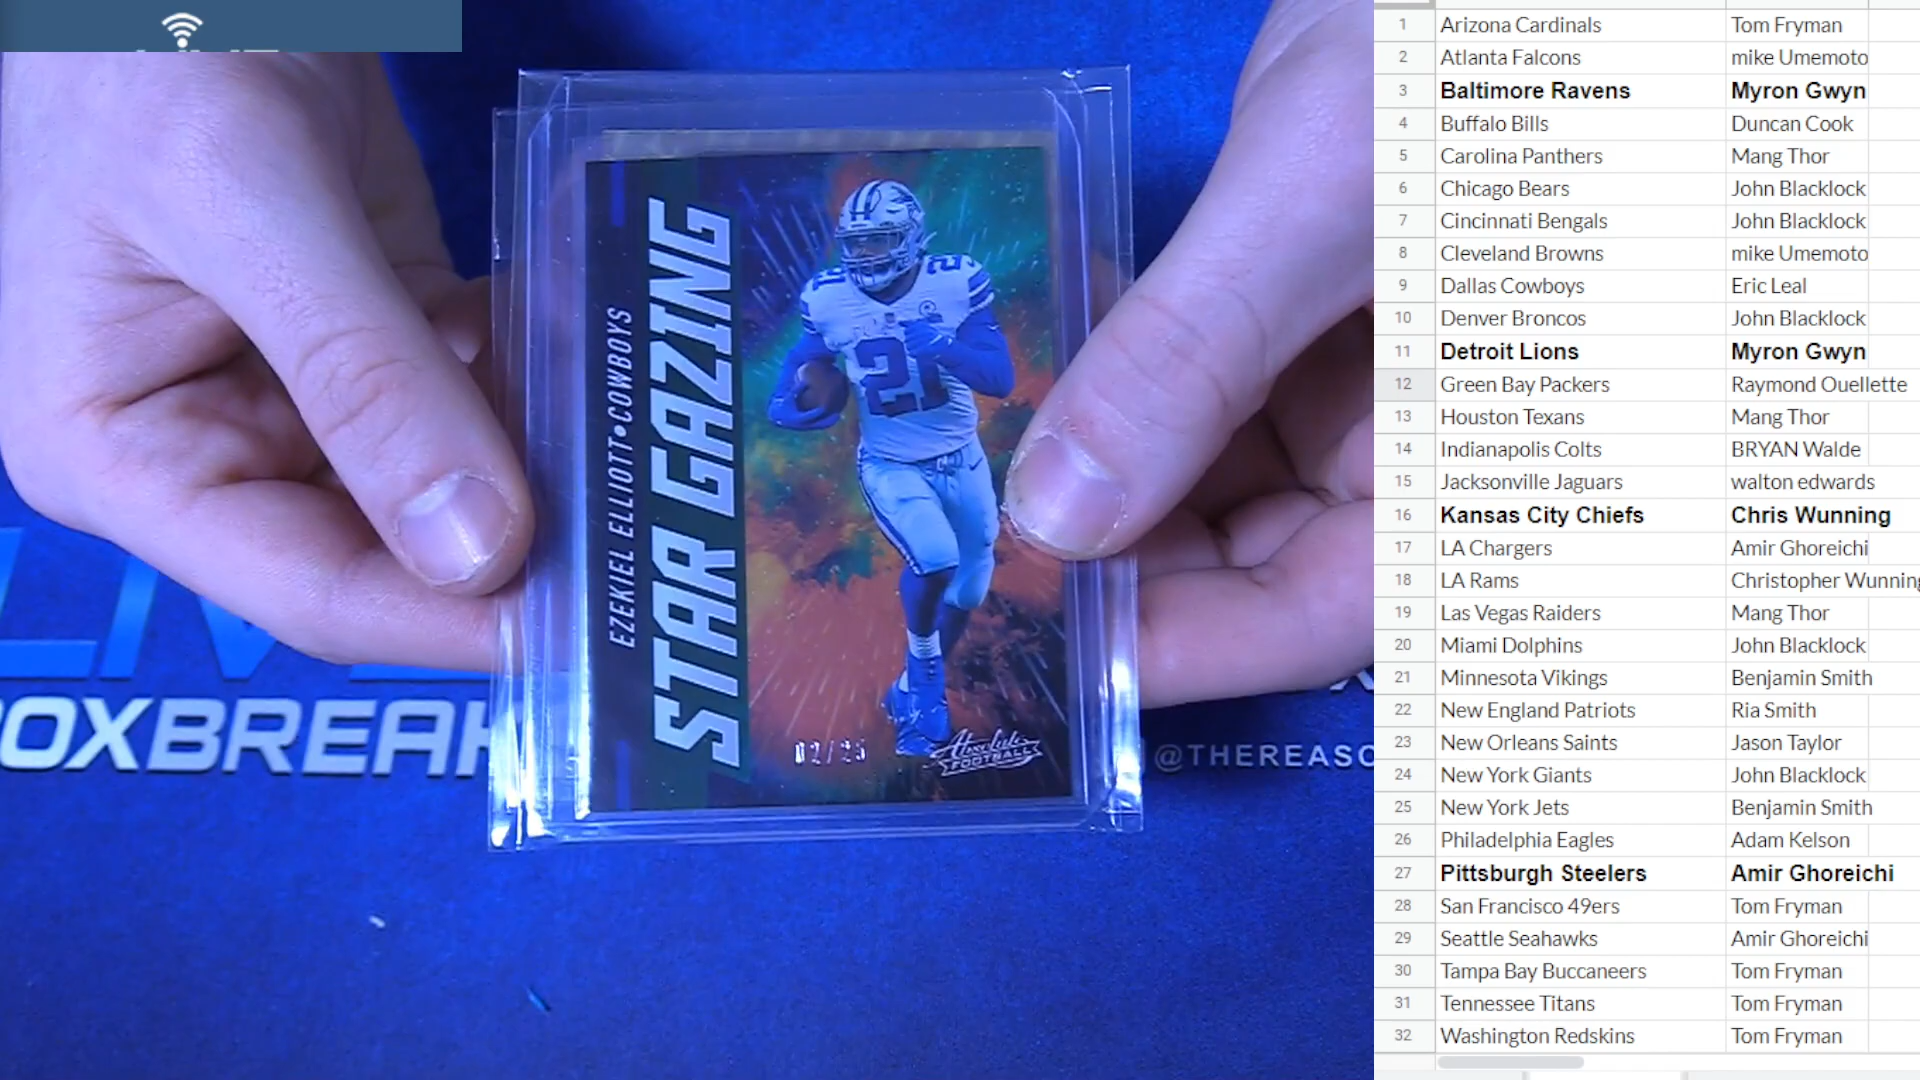 EZEKIEL ELLIOTT•COWBOYS
STAR GAZING
21
02/25
Absolute
FOOTBALL
OXBREAK
@THEREASO
1 Arizona Cardinals Tom Fryman
2 Atlanta Falcons mike Umemoto
3 Baltimore Ravens Myron Gwyn
4 Buffalo Bills Duncan Cook
5 Carolina Panthers Mang Thor
6 Chicago Bears John Blacklock
7 Cincinnati Bengals John Blacklock
8 Cleveland Browns mike Umemoto
9 Dallas Cowboys Eric Leal
10 Denver Broncos John Blacklock
11 Detroit Lions Myron Gwyn
12 Green Bay Packers Raymond Ouellette
13 Houston Texans Mang Thor
14 Indianapolis Colts BRYAN Walde
15 Jacksonville Jaguars walton edwards
16 Kansas City Chiefs Chris Wunning
17 LA Chargers Amir Ghoreichi
18 LA Rams Christopher Wunning
19 Las Vegas Raiders Mang Thor
20 Miami Dolphins John Blacklock
21 Minnesota Vikings Benjamin Smith
22 New England Patriots Ria Smith
23 New Orleans Saints Jason Taylor
24 New York Giants John Blacklock
25 New York Jets Benjamin Smith
26 Philadelphia Eagles Adam Kelson
27 Pittsburgh Steelers Amir Ghoreichi
28 San Francisco 49ers Tom Fryman
29 Seattle Seahawks Amir Ghoreichi
30 Tampa Bay Buccaneers Tom Fryman
31 Tennessee Titans Tom Fryman
32 Washington Redskins Tom Fryman